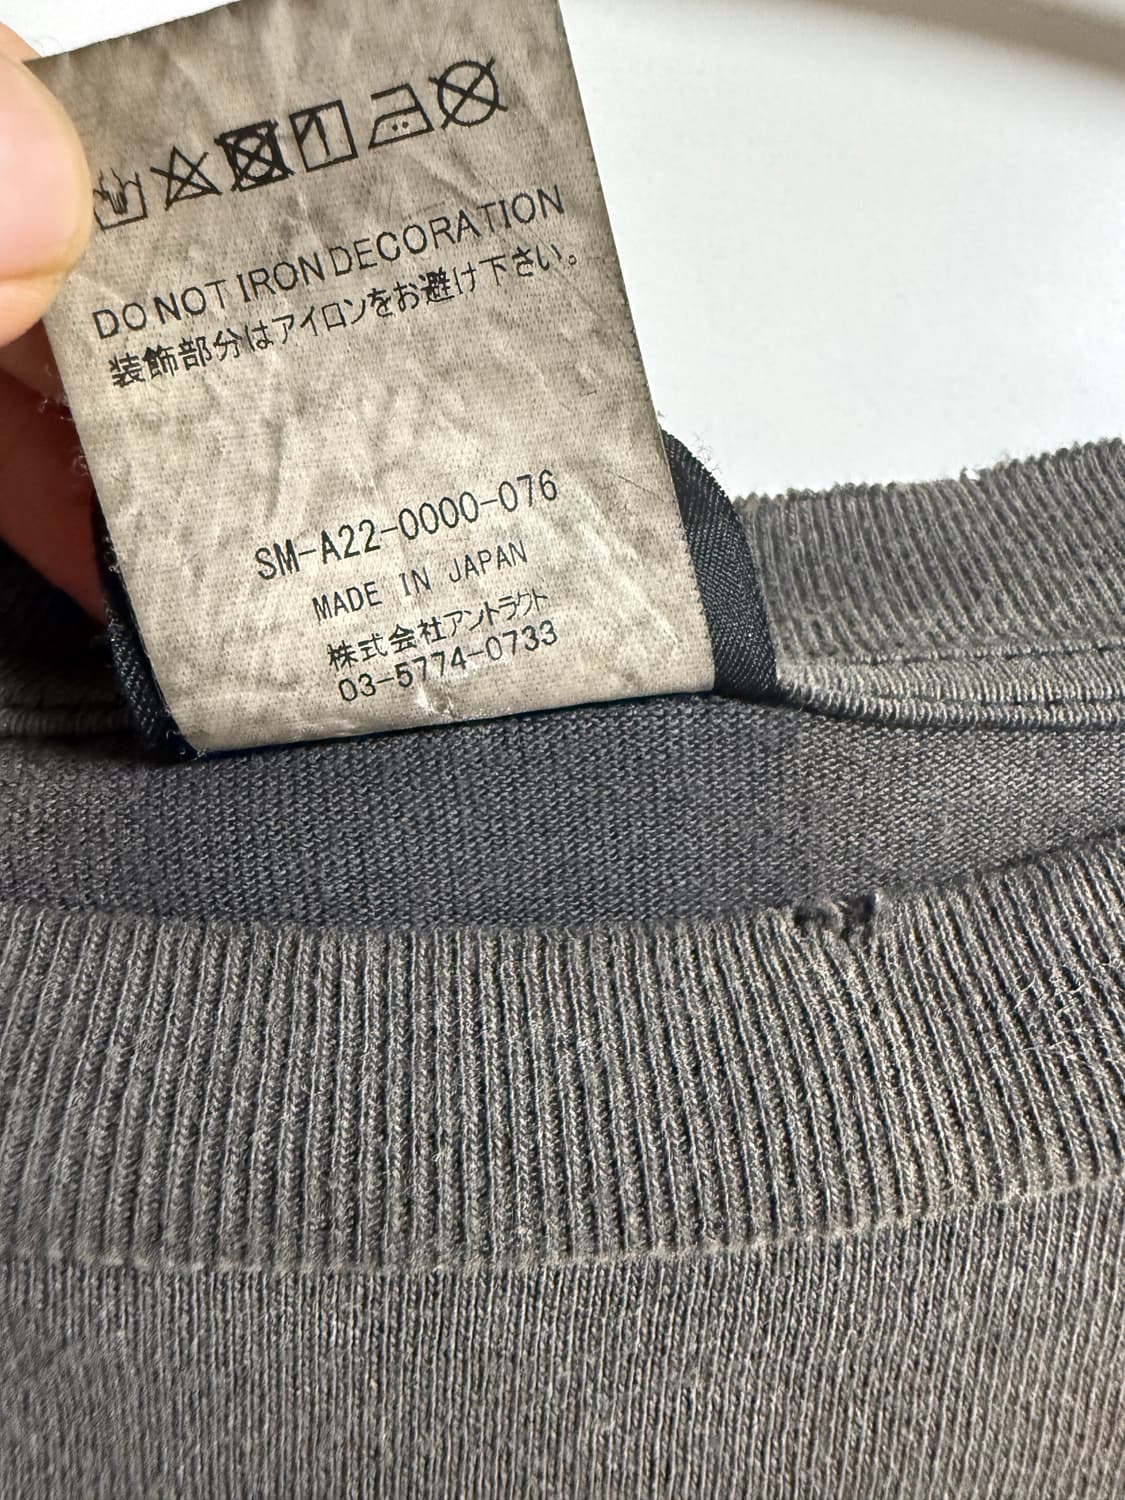 DO NOT IRON DECORATION
装飾部分はアイロンをお避け下さい。
SM-A22-0000-076
MADE IN JAPAN
株式会社アントラクト
03-5774-0733